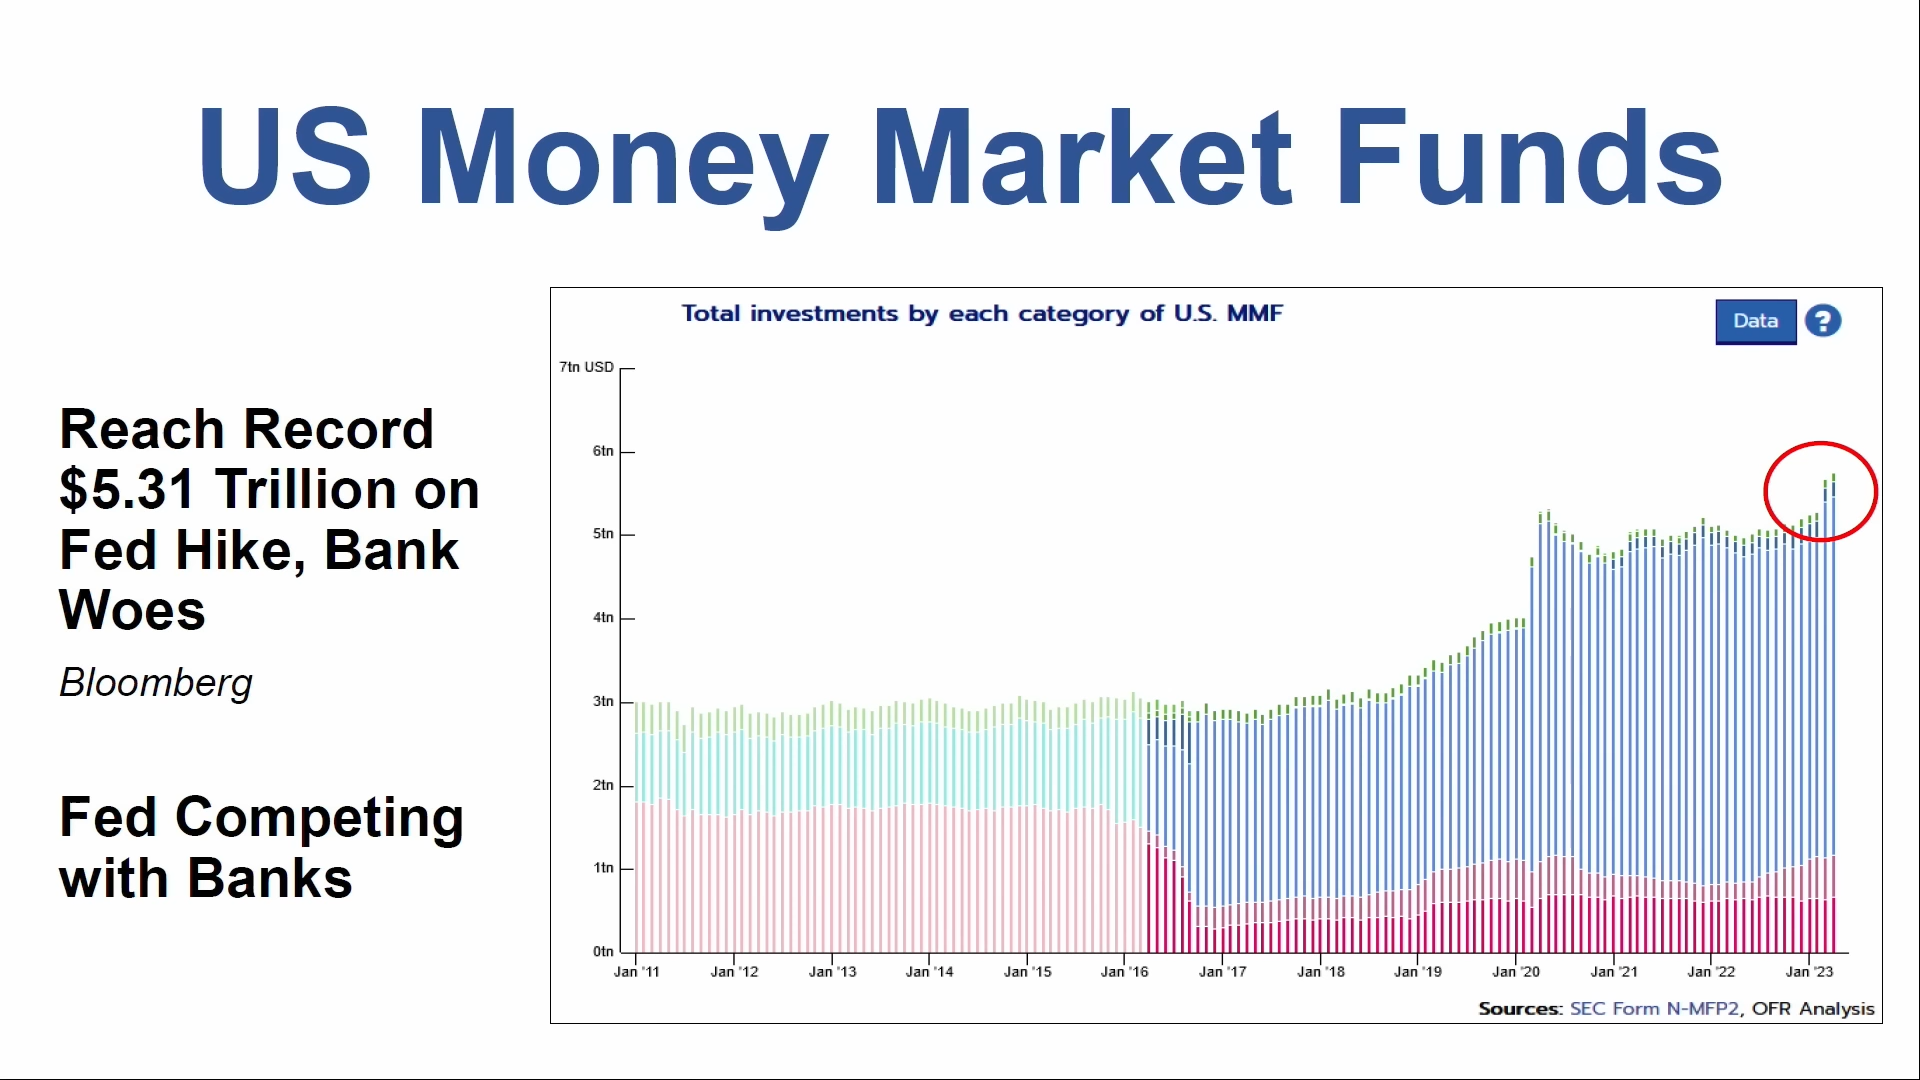 US Money Market Funds
Reach Record
$5.31 Trillion on
Fed Hike, Bank
Woes
Bloomberg
Fed Competing
with Banks
Total investments by each category of U.S. MMF
Data
?
7tn USD
6tn
5tn
4tn
3tn
2tn
1tn
0tn
Jan '11 Jan '12 Jan '13 Jan '14 Jan '15 Jan '16 Jan '17 Jan '18 Jan '19 Jan '20 Jan '21 Jan '22 Jan '23
Sources: SEC Form N-MFP2, OFR Analysis